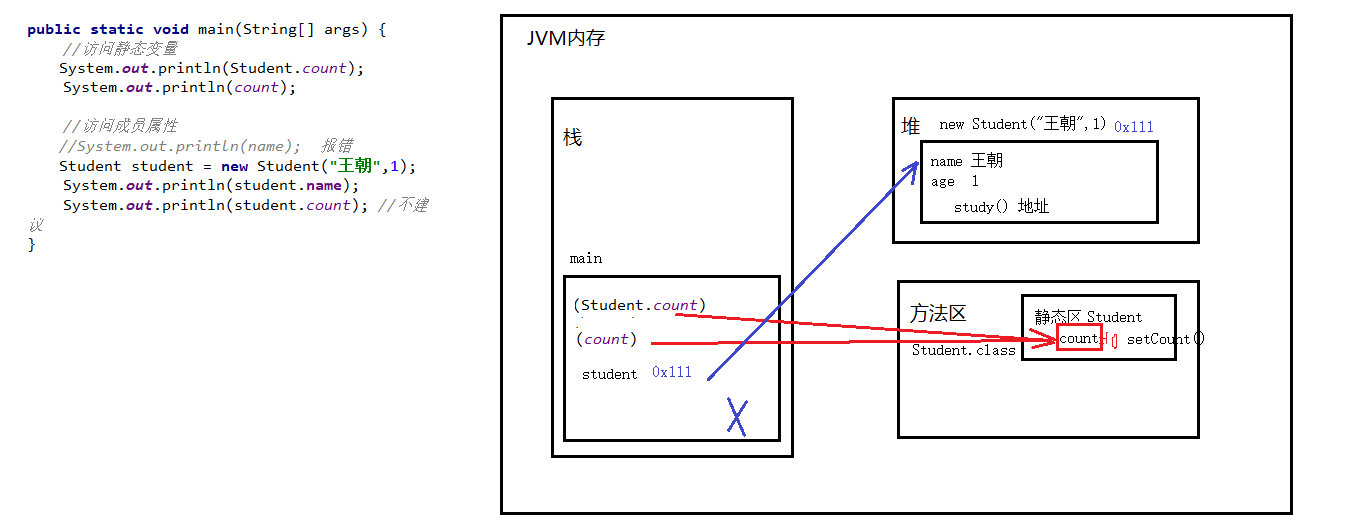 public static void main(String[] args) {
//访问静态变量
System.out.println(Student.count);
System.out.println(count);
//访问成员属性
//System.out.println(name); 报错
Student student = new Student("王朝",1);
System.out.println(student.name);
System.out.println(student.count); //不建
议
}
JVM内存
栈
main
(Student.count)
(count)
student 0x111
堆 new Student("王朝",1) 0x111
name 王朝
age 1
study() 地址
方法区
Student.class
静态区 Student
count setCount()